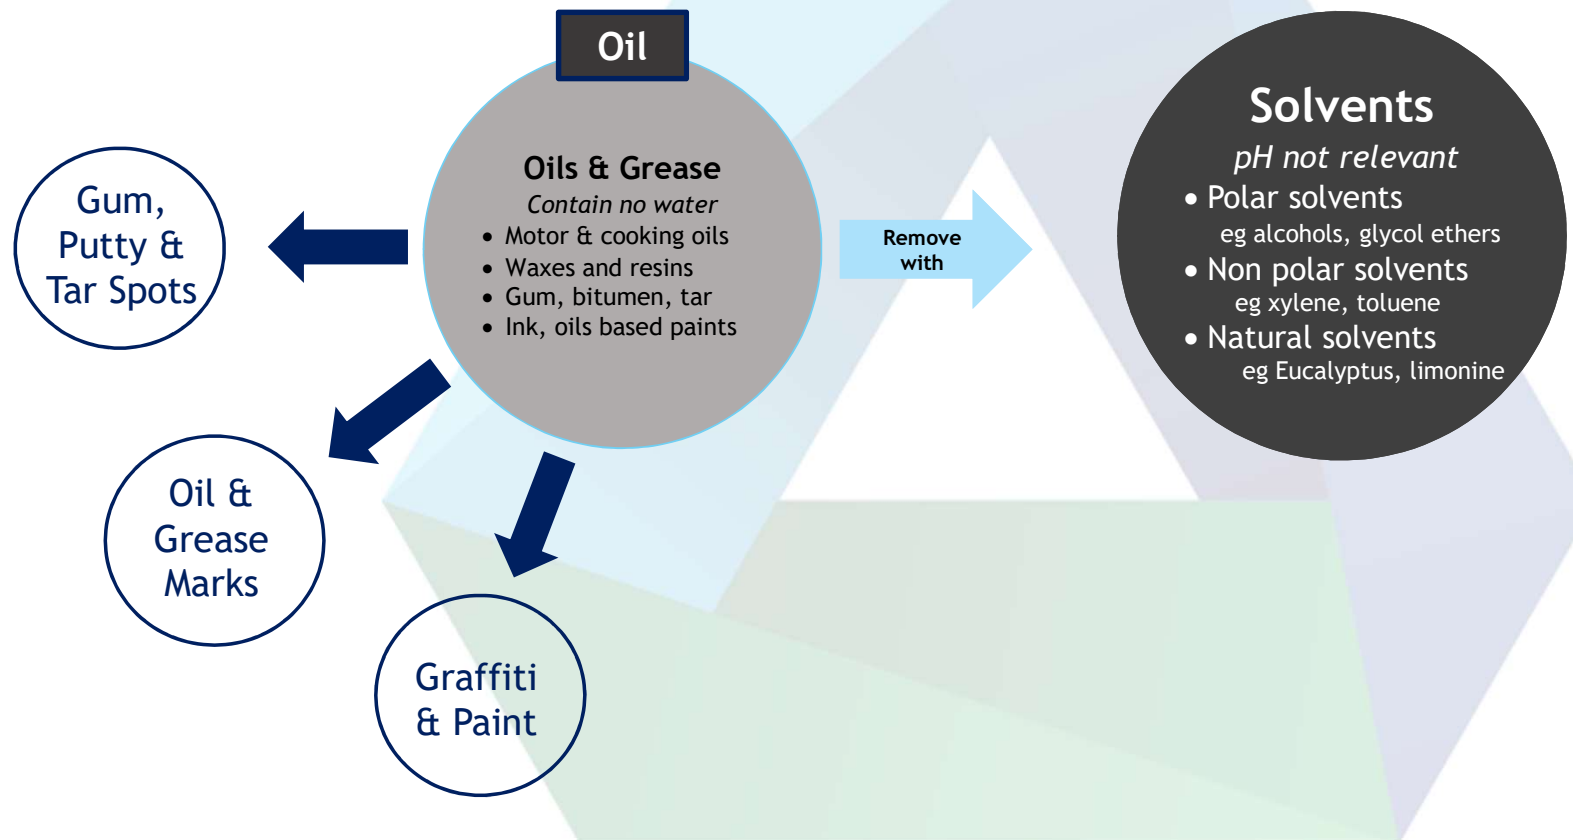 Oil
Oils & Grease
Contain no water
• Motor & cooking oils
• Waxes and resins
• Gum, bitumen, tar
• Ink, oils based paints
Gum,
Putty &
Tar Spots
Oil &
Grease
Marks
Graffiti
& Paint
Remove
with
Solvents
pH not relevant
• Polar solvents
eg alcohols, glycol ethers
• Non polar solvents
eg xylene, toluene
• Natural solvents
eg Eucalyptus, limonine